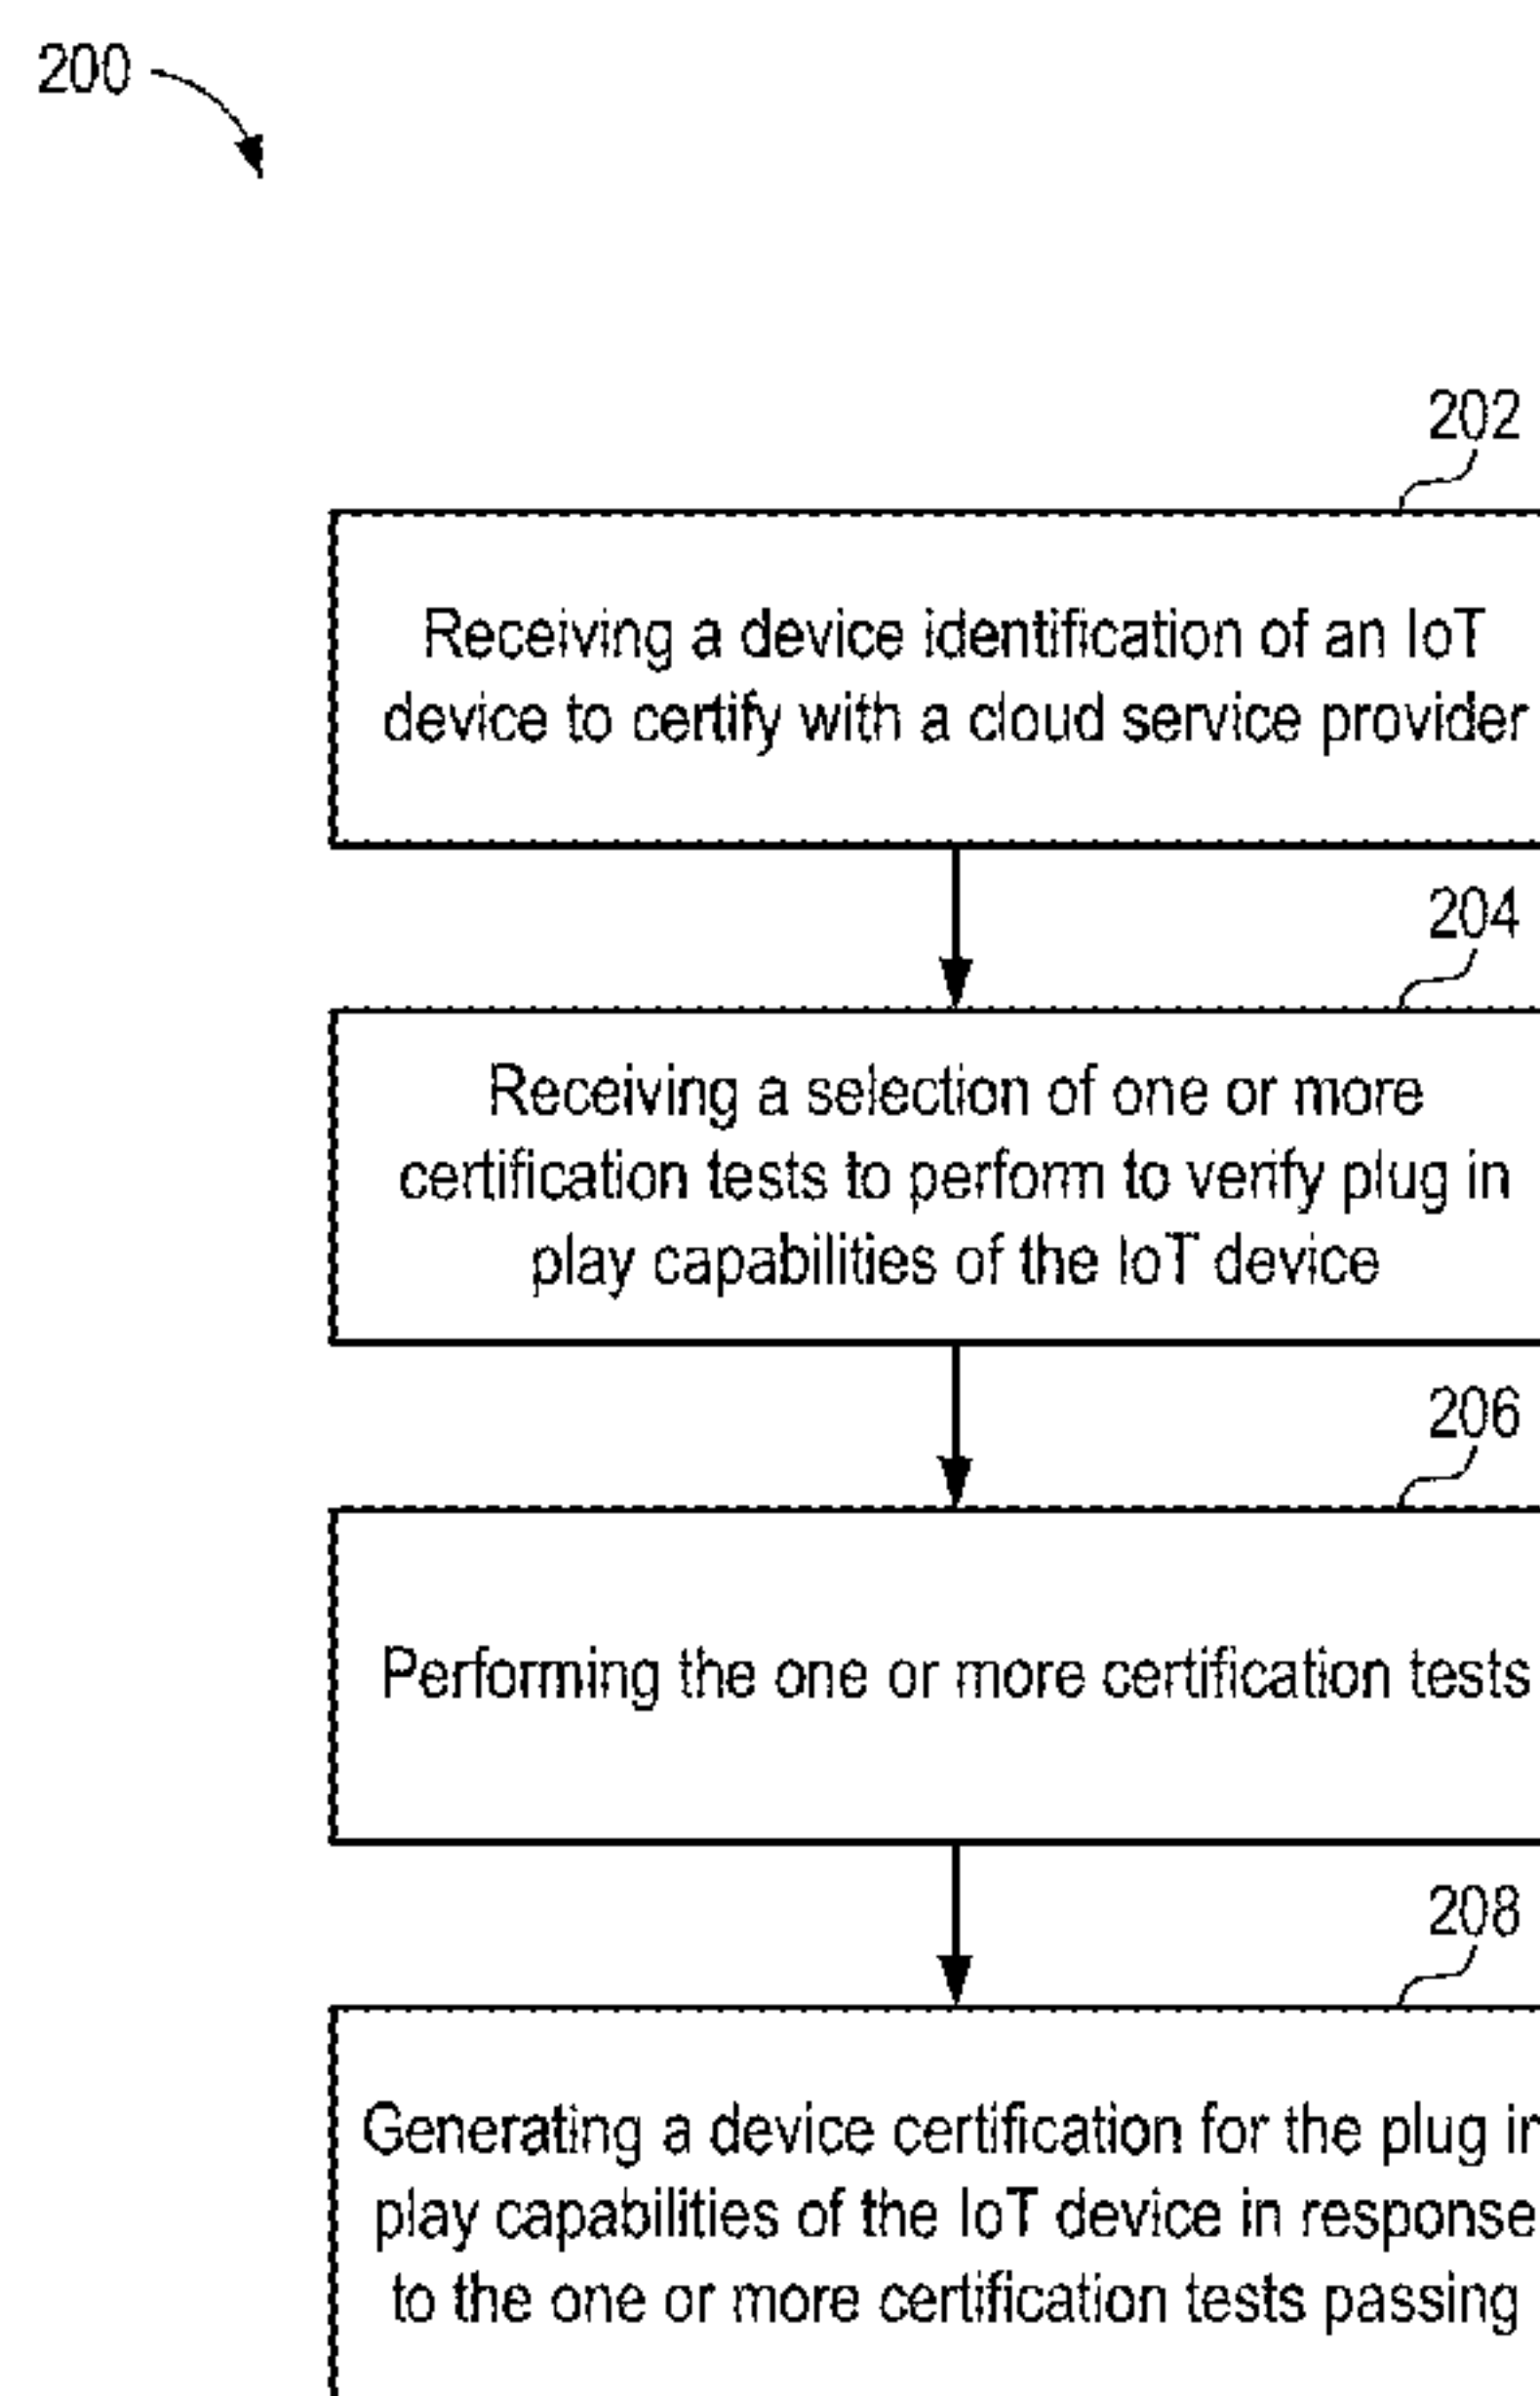 200
202
Receiving a device identification of an IoT
device to certify with a cloud service provider
204
Receiving a selection of one or more
certification tests to perform to verify plug in
play capabilities of the IoT device
206
Performing the one or more certification tests
208
Generating a device certification for the plug in
play capabilities of the IoT device in response
to the one or more certification tests passing